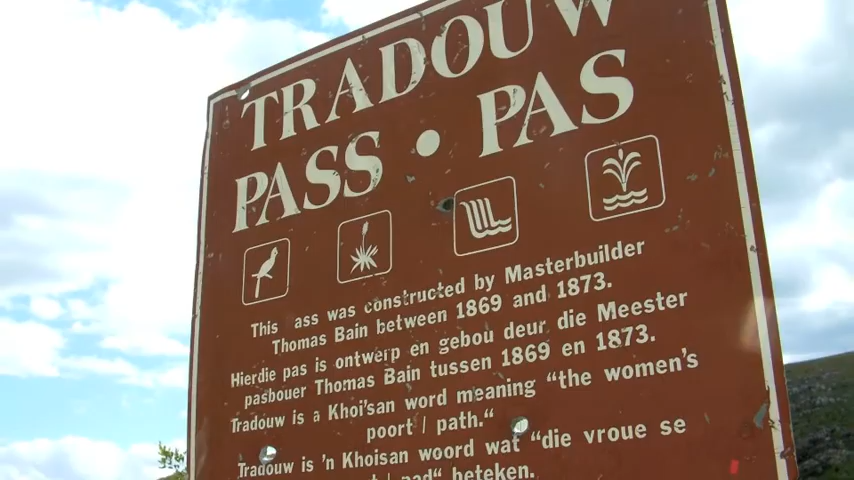 TRADOUW
PASS • PAS
This ass was constructed by Masterbuilder
Thomas Bain between 1869 and 1873.
Hierdie pas is ontwerp en gebou deur die Meester
pasbouer Thomas Bain tussen 1869 en 1873.
Tradouw is a Khoi'san word meaning “the women's
poort / path.“
Tradouw is 'n Khoisan woord wat “die vroue se
pad“ beteken.